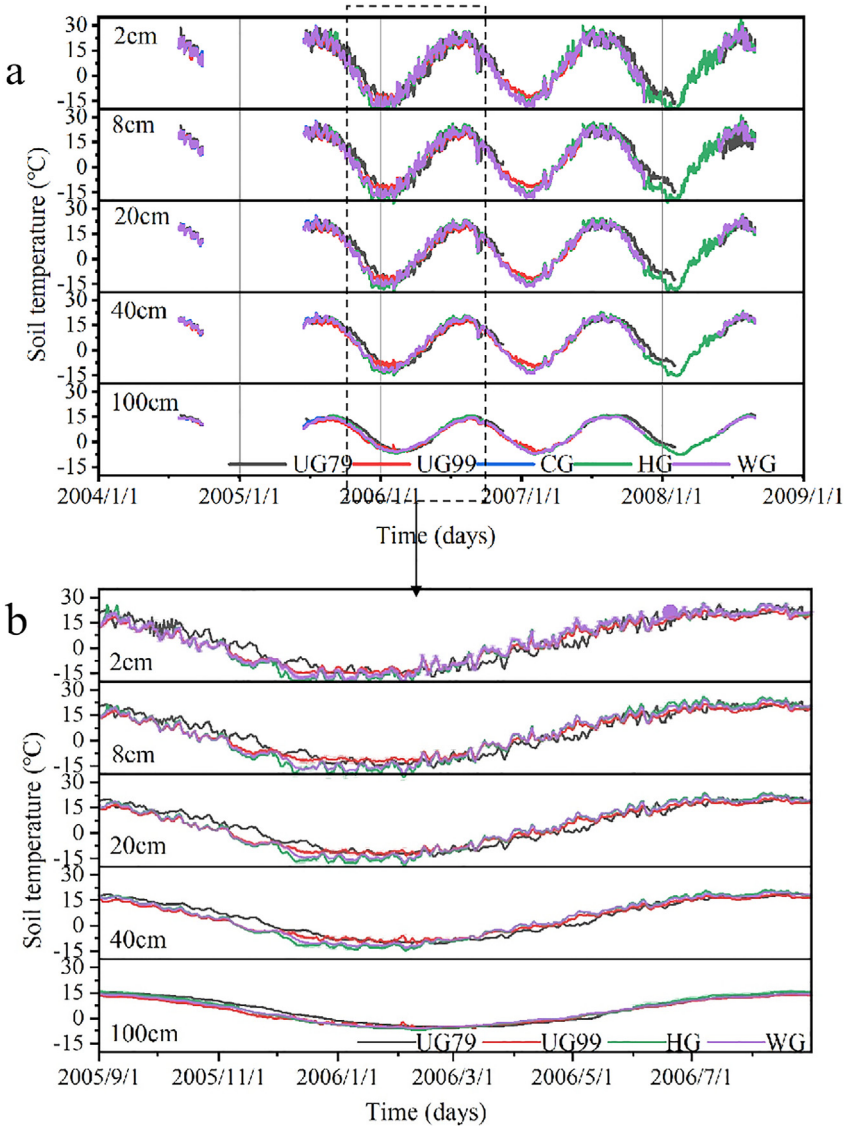 a
Soil temperature (°C)
30
15
0
-15
2cm
30
15
0
-15
8cm
30
15
0
-15
20cm
30
15
0
-15
40cm
30
15
0
-15
100cm
UG79 UG99 CG HG WG
2004/1/1 2005/1/1 2006/1/1 2007/1/1 2008/1/1 2009/1/1
Time (days)
b
Soil temperature (°C)
30
15
0
-15
2cm
30
15
0
-15
8cm
30
15
0
-15
20cm
30
15
0
-15
40cm
30
15
0
-15
100cm
UG79 UG99 HG WG
2005/9/1 2005/11/1 2006/1/1 2006/3/1 2006/5/1 2006/7/1
Time (days)